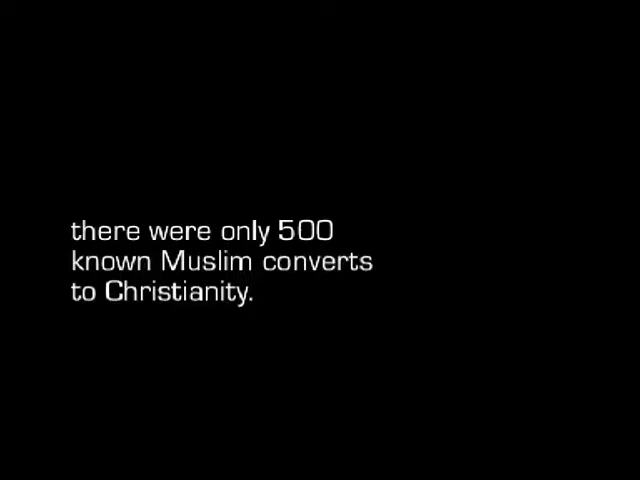 there were only 500
known Muslim converts
to Christianity.